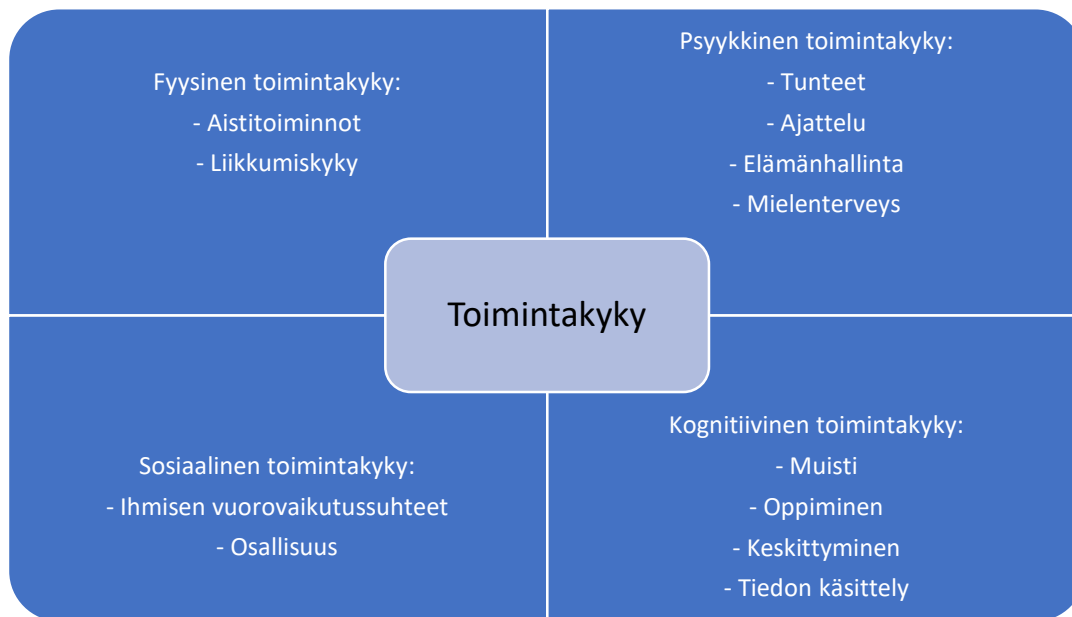 Fyysinen toimintakyky:
- Aistitoiminnot
- Liikkumiskyky
Psyykkinen toimintakyky:
- Tunteet
- Ajattelu
- Elämänhallinta
- Mielenterveys
Toimintakyky
Sosiaalinen toimintakyky:
- Ihmisen vuorovaikutussuhteet
- Osallisuus
Kognitiivinen toimintakyky:
- Muisti
- Oppiminen
- Keskittyminen
- Tiedon käsittely